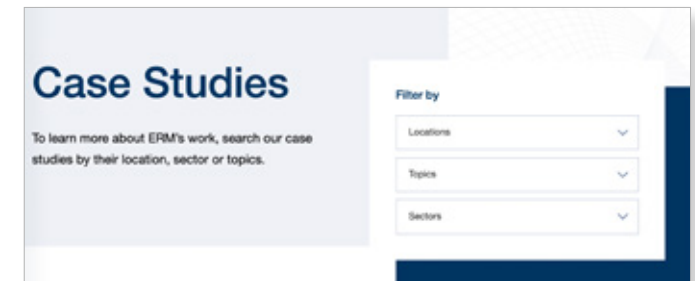 Case Studies
To learn more about ERM's work, search our case
studies by their location, sector or topics.
Filter by
Locations
Topics
Sectors